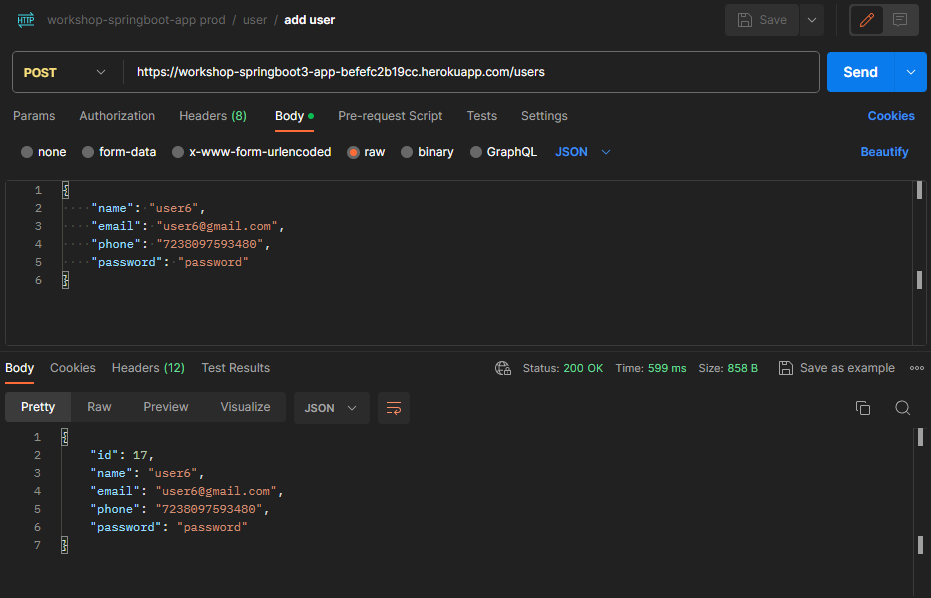 HTTP workshop-springboot-app prod / user / add user Save
POST https://workshop-springboot3-app-befefc2b19cc.herokuapp.com/users Send
Params Authorization Headers (8) Body Pre-request Script Tests Settings Cookies
none form-data x-www-form-urlencoded raw binary GraphQL JSON Beautify
1 {
2 ····"name":·"user6",
3 ····"email":·"user6@gmail.com",
4 ····"phone":·"7238097593480",
5 ····"password":·"password"
6 }
Body Cookies Headers (12) Test Results Status: 200 OK Time: 599 ms Size: 858 B Save as example
Pretty Raw Preview Visualize JSON
1 {
2 "id": 17,
3 "name": "user6",
4 "email": "user6@gmail.com",
5 "phone": "7238097593480",
6 "password": "password"
7 }